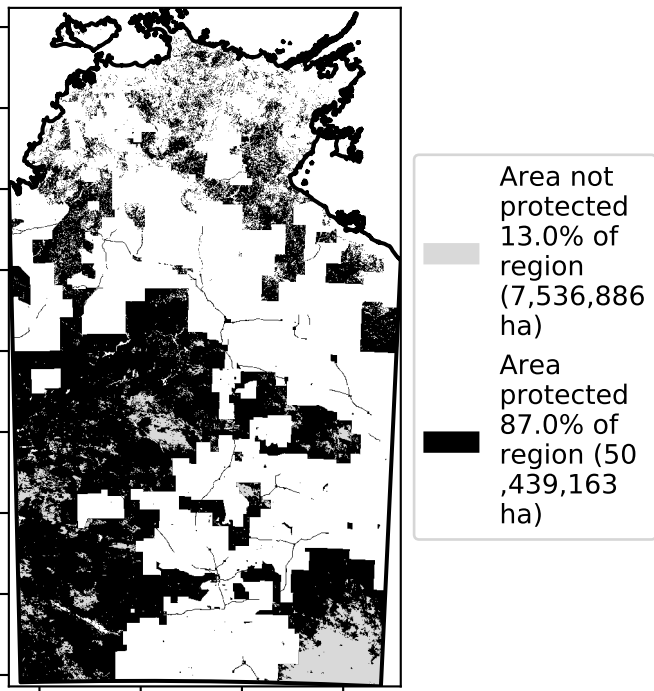 Area not
protected
13.0% of
region
(7,536,886
ha)
Area
protected
87.0% of
region (50
,439,163
ha)